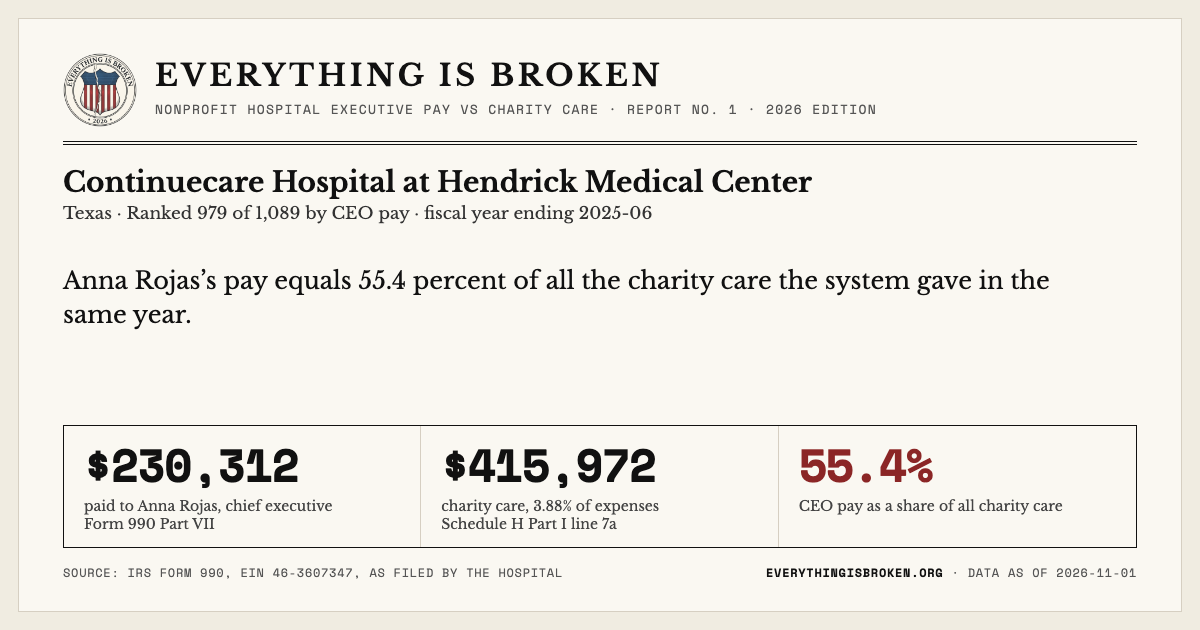 EVERYTHING IS BROKEN
· 2026 ·
EVERYTHING IS BROKEN
NONPROFIT HOSPITAL EXECUTIVE PAY VS CHARITY CARE · REPORT NO. 1 · 2026 EDITION
Continuecare Hospital at Hendrick Medical Center
Texas · Ranked 979 of 1,089 by CEO pay · fiscal year ending 2025-06
Anna Rojas’s pay equals 55.4 percent of all the charity care the system gave in the
same year.
$230,312
paid to Anna Rojas, chief executive
Form 990 Part VII
$415,972
charity care, 3.88% of expenses
Schedule H Part I line 7a
55.4%
CEO pay as a share of all charity care
SOURCE: IRS FORM 990, EIN 46-3607347, AS FILED BY THE HOSPITAL
EVERYTHINGISBROKEN.ORG · DATA AS OF 2026-11-01